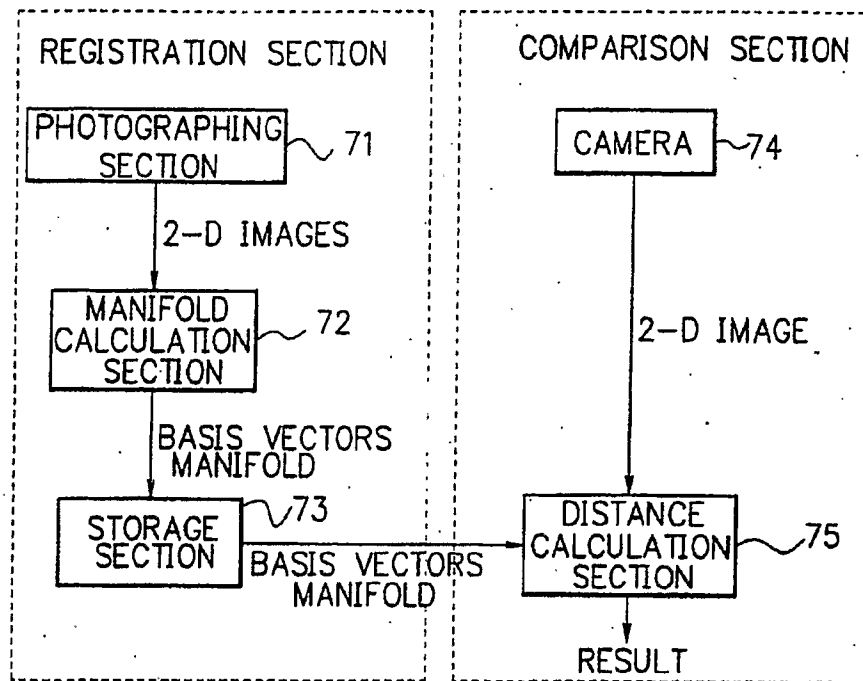 REGISTRATION SECTION
PHOTOGRAPHING
SECTION
71
2-D IMAGES
MANIFOLD
CALCULATION
SECTION
72
BASIS VECTORS
MANIFOLD
STORAGE
SECTION
73
BASIS VECTORS
MANIFOLD
COMPARISON SECTION
CAMERA
74
2-D IMAGE
DISTANCE
CALCULATION
SECTION
75
RESULT